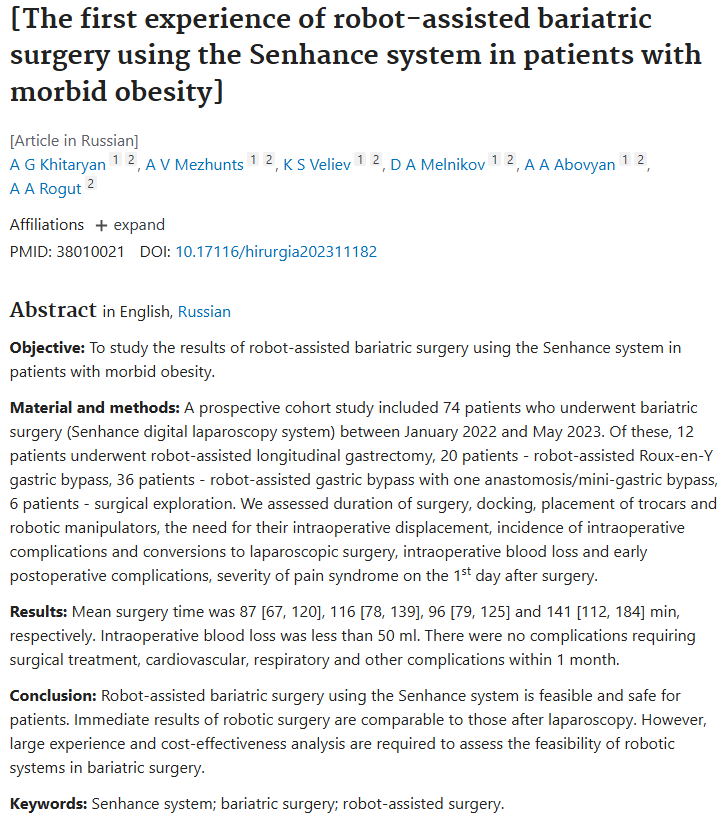 [The first experience of robot-assisted bariatric
surgery using the Senhance system in patients with
morbid obesity]
[Article in Russian]
A G Khitaryan 1 2, A V Mezhunts 1 2, K S Veliev 1 2, D A Melnikov 1 2, A A Abovyan 1 2,
A A Rogut 2
Affiliations + expand
PMID: 38010021 DOI: 10.17116/hirurgia202311182
Abstract in English, Russian
Objective: To study the results of robot-assisted bariatric surgery using the Senhance system in
patients with morbid obesity.
Material and methods: A prospective cohort study included 74 patients who underwent bariatric
surgery (Senhance digital laparoscopy system) between January 2022 and May 2023. Of these, 12
patients underwent robot-assisted longitudinal gastrectomy, 20 patients - robot-assisted Roux-en-Y
gastric bypass, 36 patients - robot-assisted gastric bypass with one anastomosis/mini-gastric bypass,
6 patients - surgical exploration. We assessed duration of surgery, docking, placement of trocars and
robotic manipulators, the need for their intraoperative displacement, incidence of intraoperative
complications and conversions to laparoscopic surgery, intraoperative blood loss and early
postoperative complications, severity of pain syndrome on the 1st day after surgery.
Results: Mean surgery time was 87 [67, 120], 116 [78, 139], 96 [79, 125] and 141 [112, 184] min,
respectively. Intraoperative blood loss was less than 50 ml. There were no complications requiring
surgical treatment, cardiovascular, respiratory and other complications within 1 month.
Conclusion: Robot-assisted bariatric surgery using the Senhance system is feasible and safe for
patients. Immediate results of robotic surgery are comparable to those after laparoscopy. However,
large experience and cost-effectiveness analysis are required to assess the feasibility of robotic
systems in bariatric surgery.
Keywords: Senhance system; bariatric surgery; robot-assisted surgery.